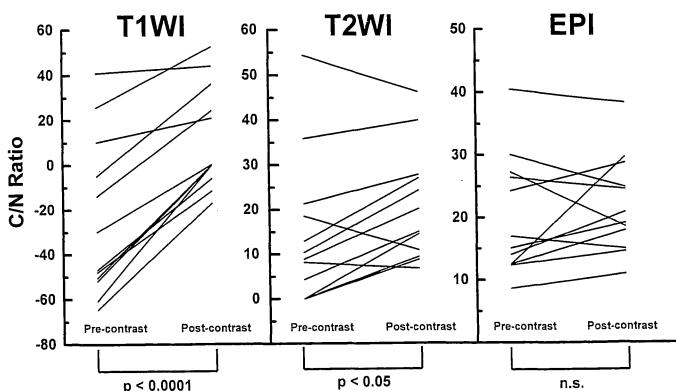 T1WI
T2WI
EPI
C/N Ratio
60
40
20
0
-20
-40
-60
-80
60
50
40
30
20
10
0
50
40
30
20
10
Pre-contrast
Post-contrast
Pre-contrast
Post-contrast
Pre-contrast
Post-contrast
p < 0.0001
p < 0.05
n.s.